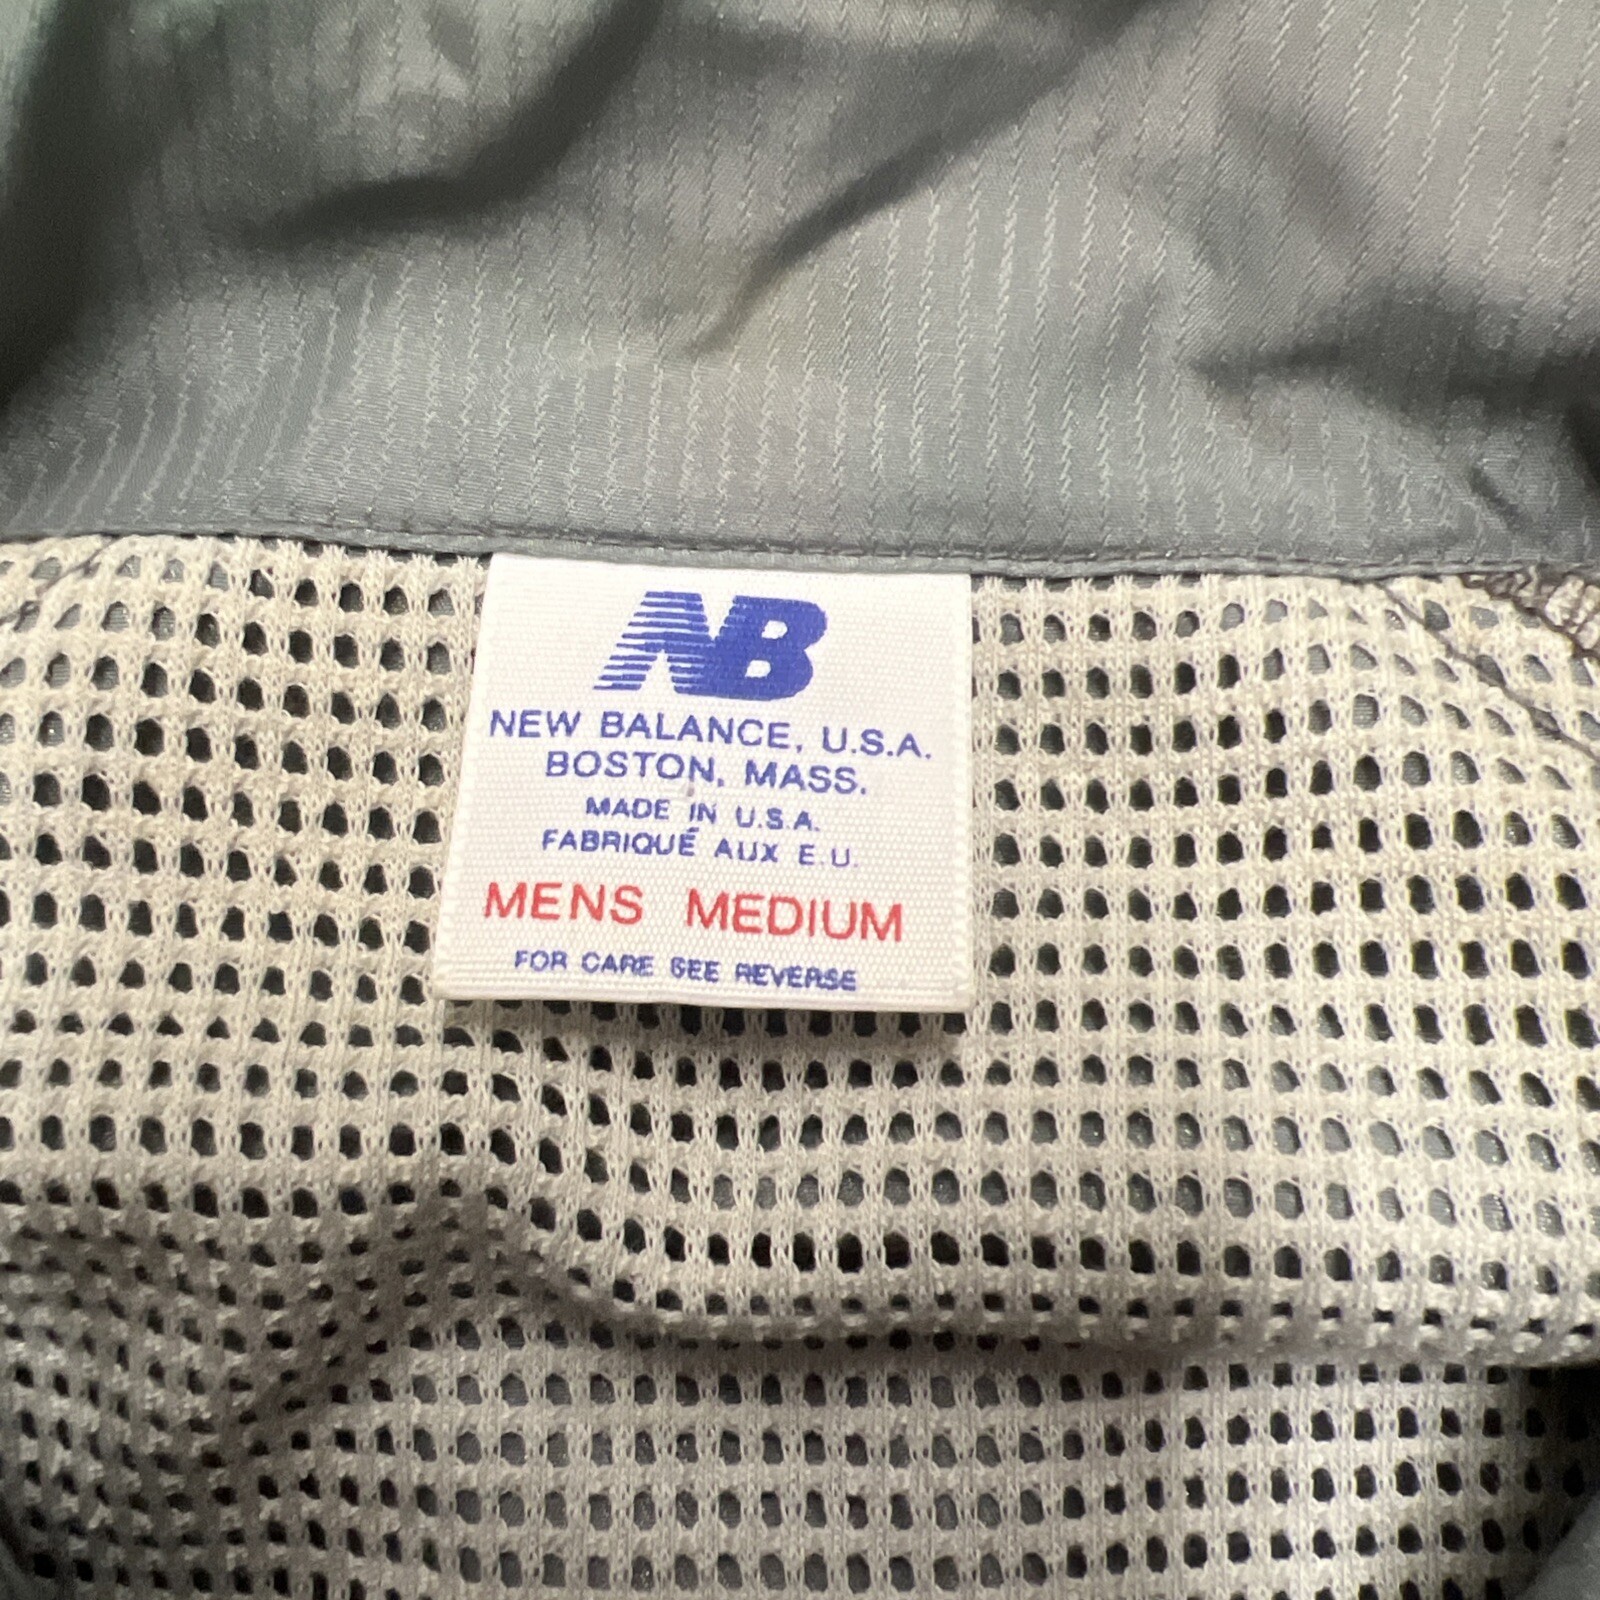 NB
NEW BALANCE, U.S.A.
BOSTON, MASS.
MADE IN U.S.A.
FABRIQUÉ AUX E.U.
MENS MEDIUM
FOR CARE SEE REVERSE